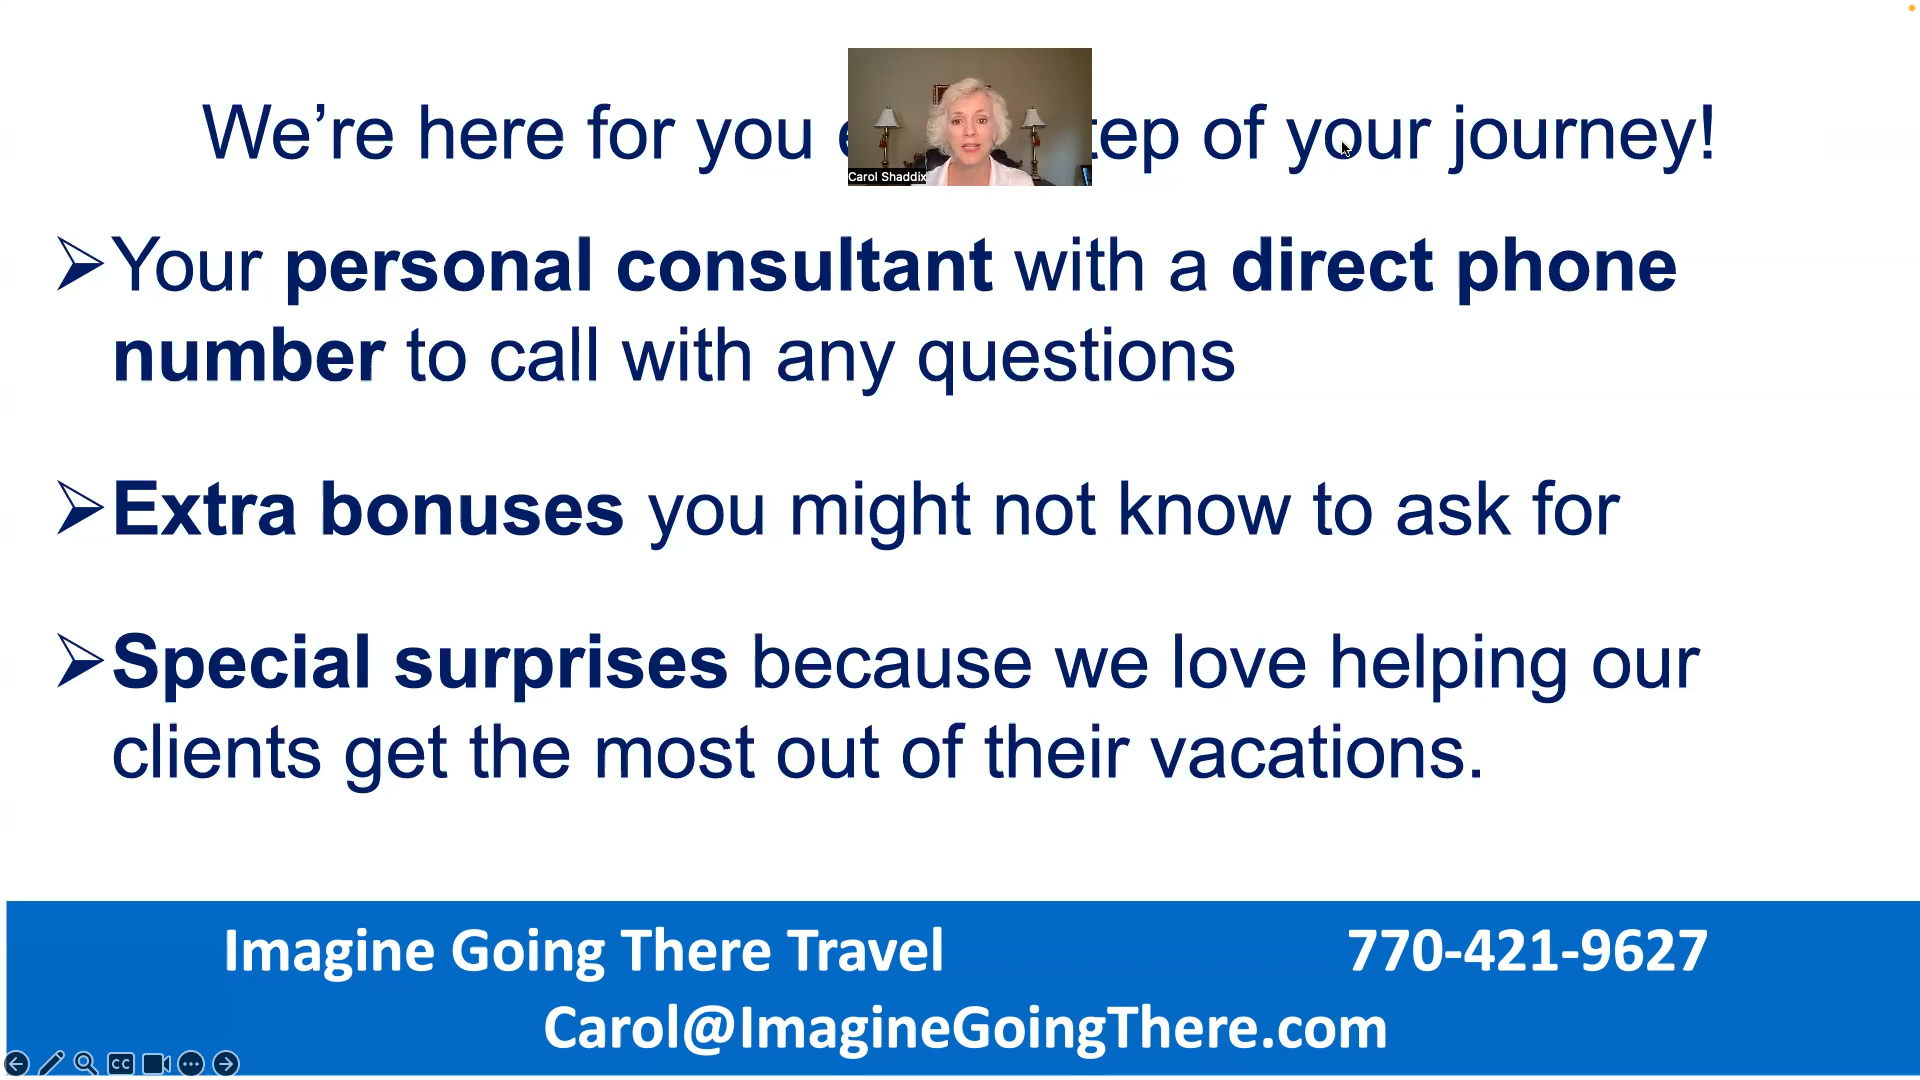 We're here for you tep of your journey!
Carol Shaddix
➢Your personal consultant with a direct phone
number to call with any questions
➢Extra bonuses you might not know to ask for
➢Special surprises because we love helping our
clients get the most out of their vacations.
Imagine Going There Travel 770-421-9627
Carol@ImagineGoingThere.com
CC